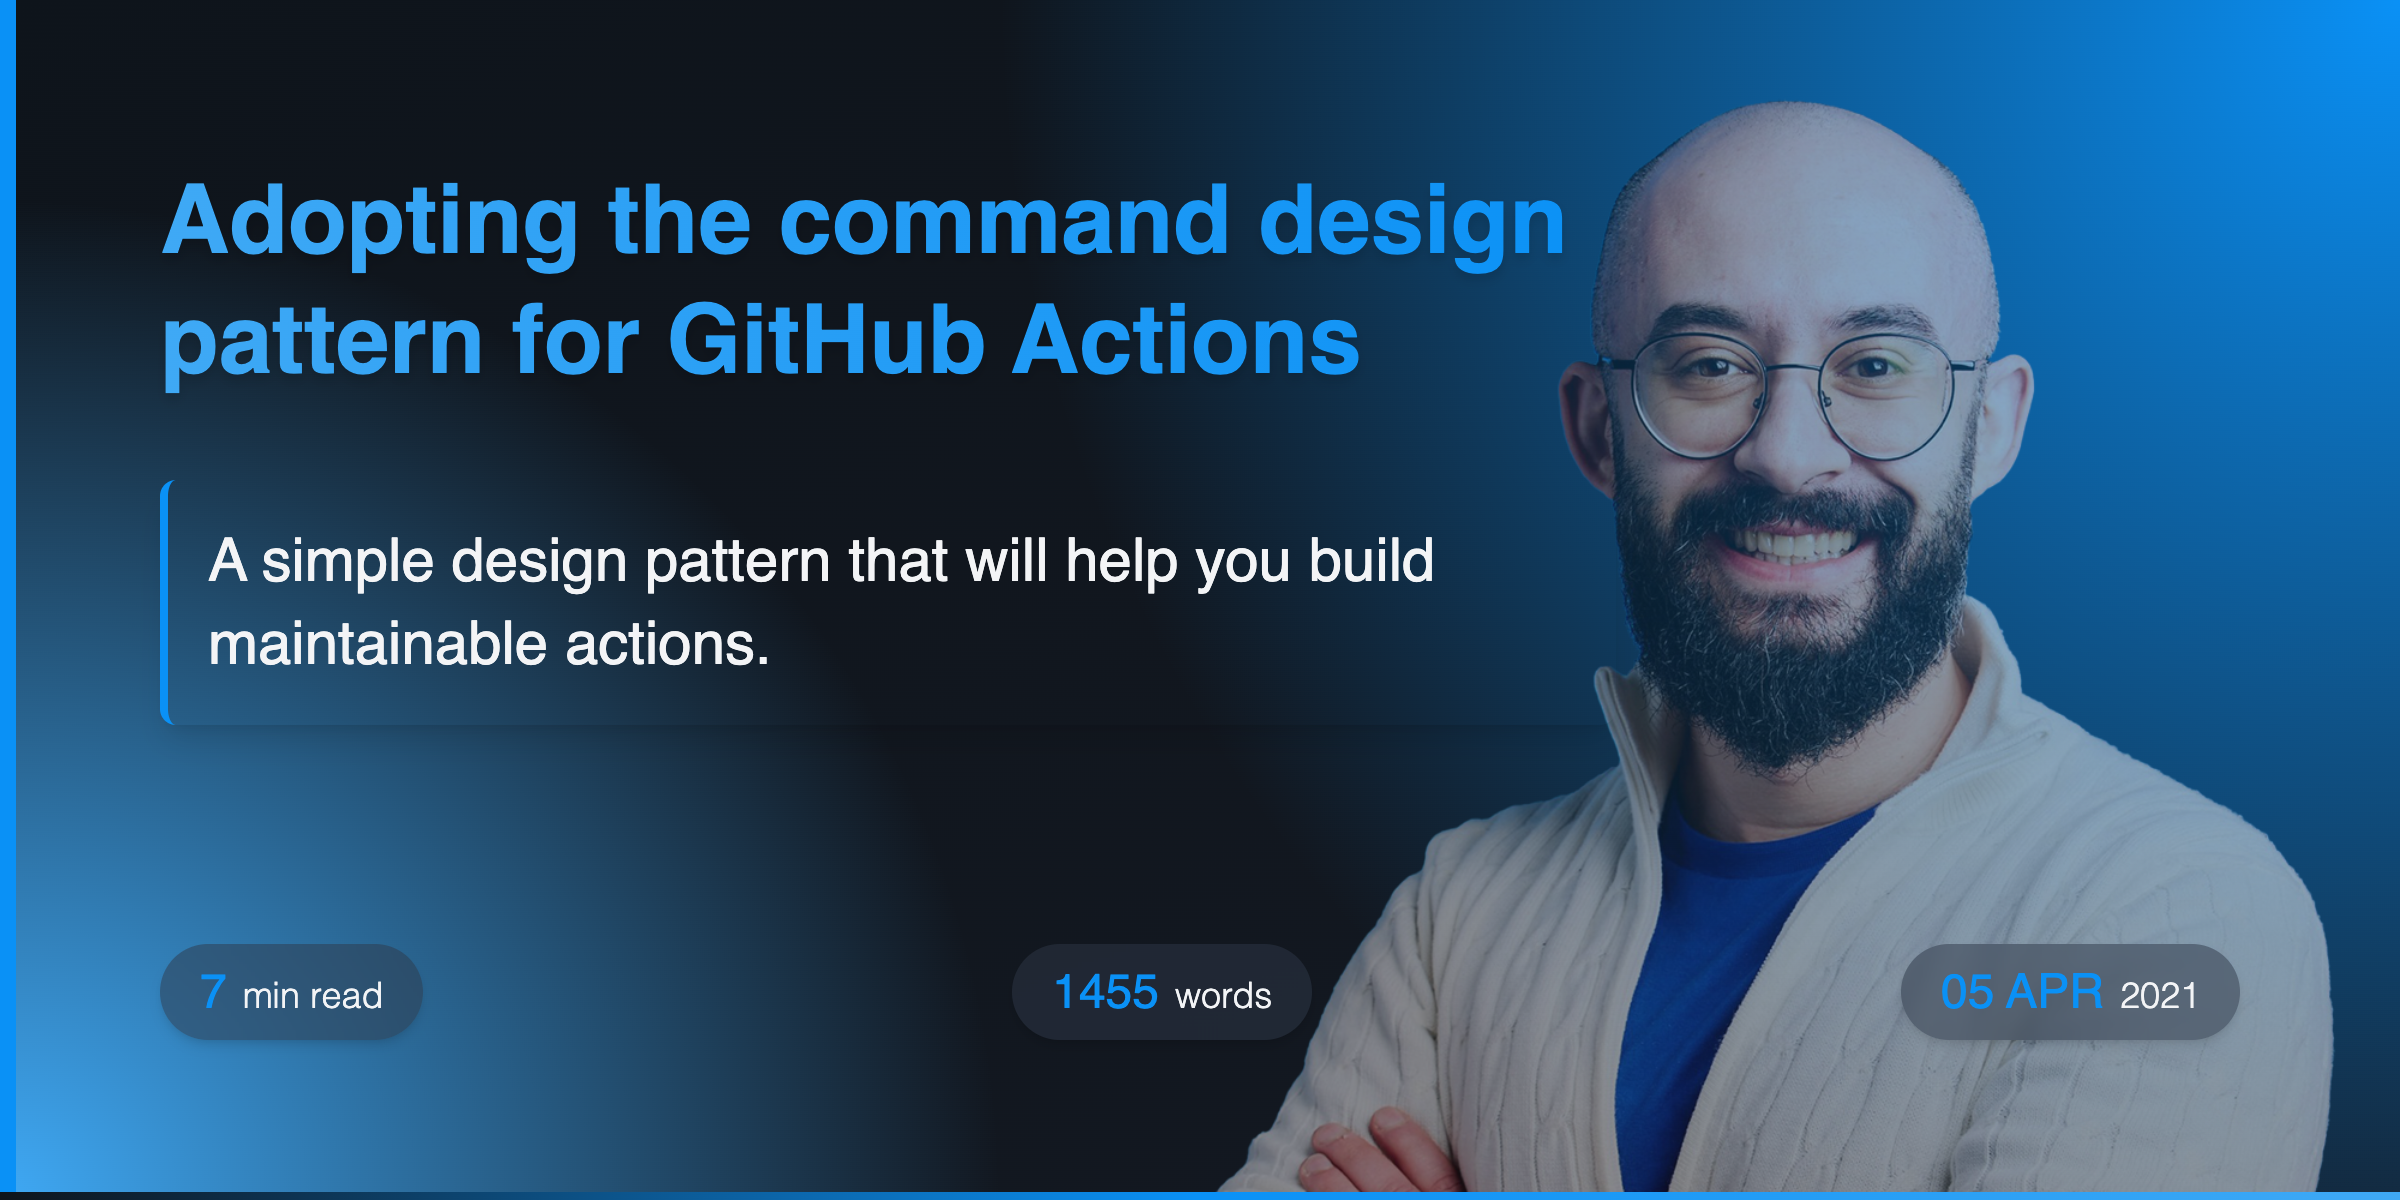 Adopting the command design
pattern for GitHub Actions
A simple design pattern that will help you build
maintainable actions.
7 min read
1455 words
05 APR 2021